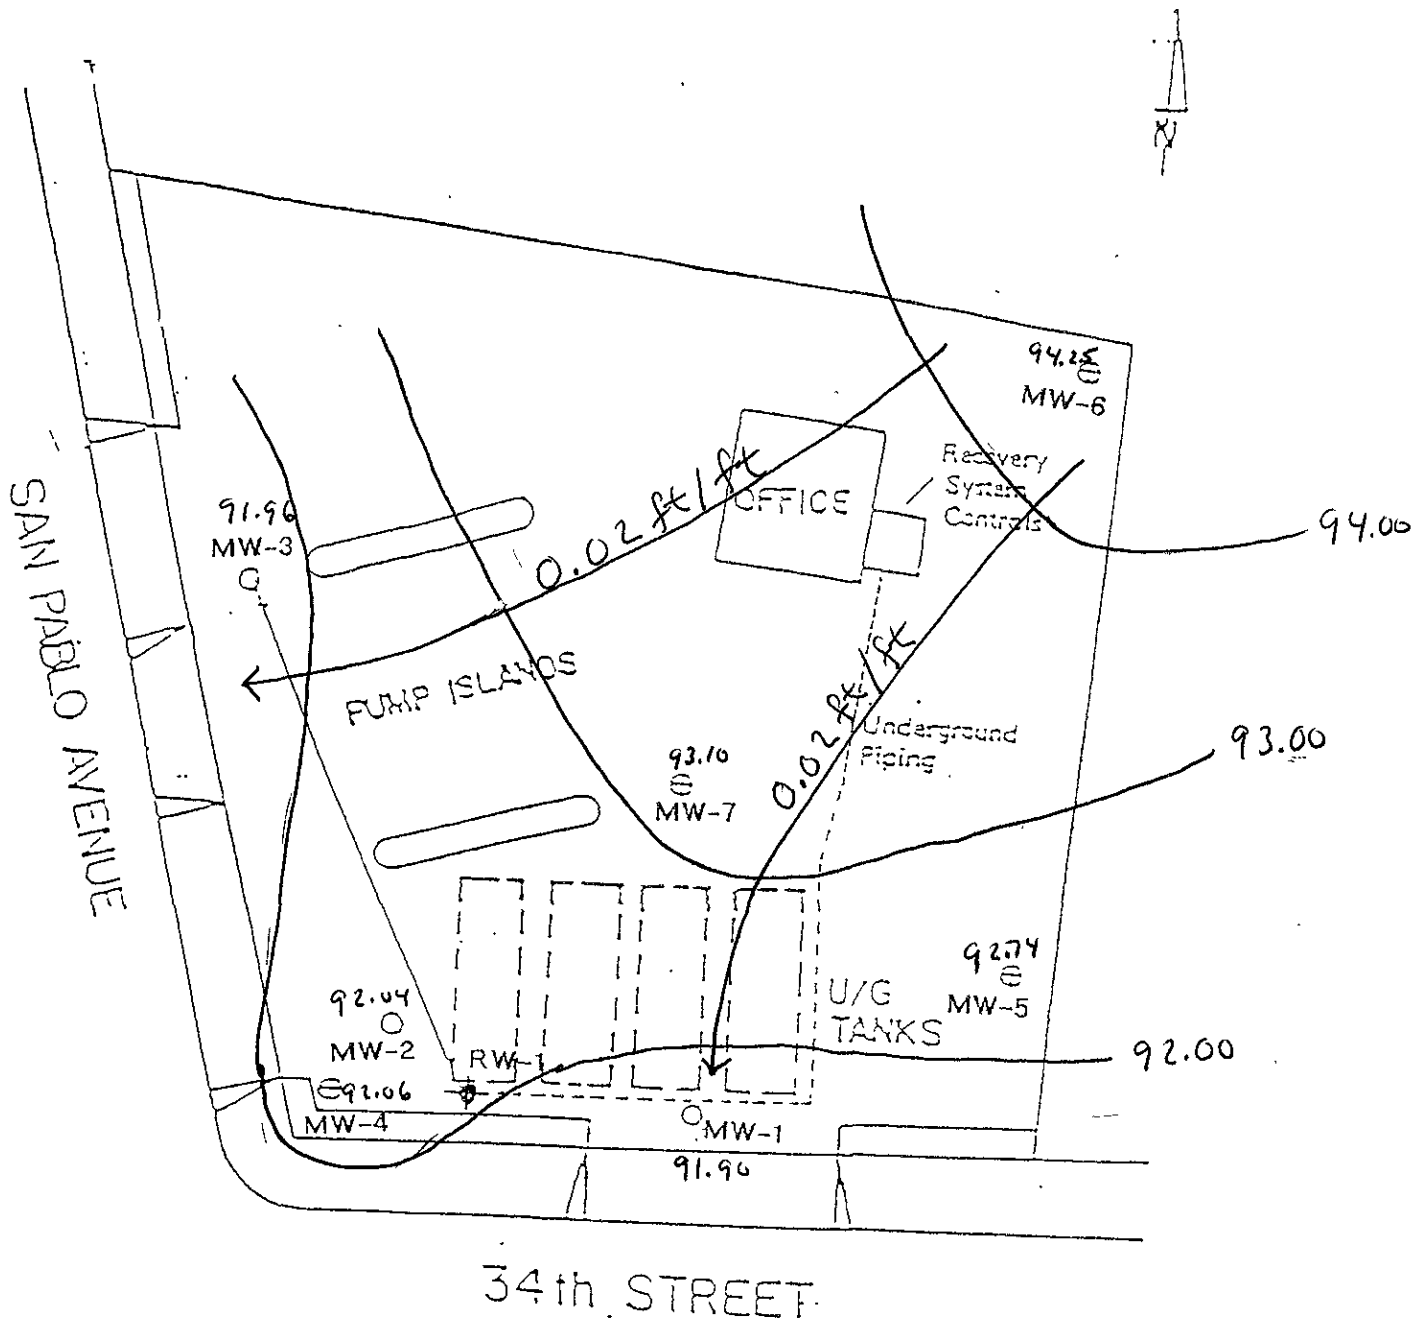 N
94.25
MW-6
Recovery
System
Controls
OFFICE
0.02 ft/ft
94.00
91.96
MW-3
SAN PABLO AVENUE
PUMP ISLANDS
0.02 ft/ft
Underground
Piping
93.00
93.10
MW-7
92.74
MW-5
U/G
TANKS
92.04
MW-2
RW-1
92.00
92.06
MW-4
MW-1
91.90
34th STREET